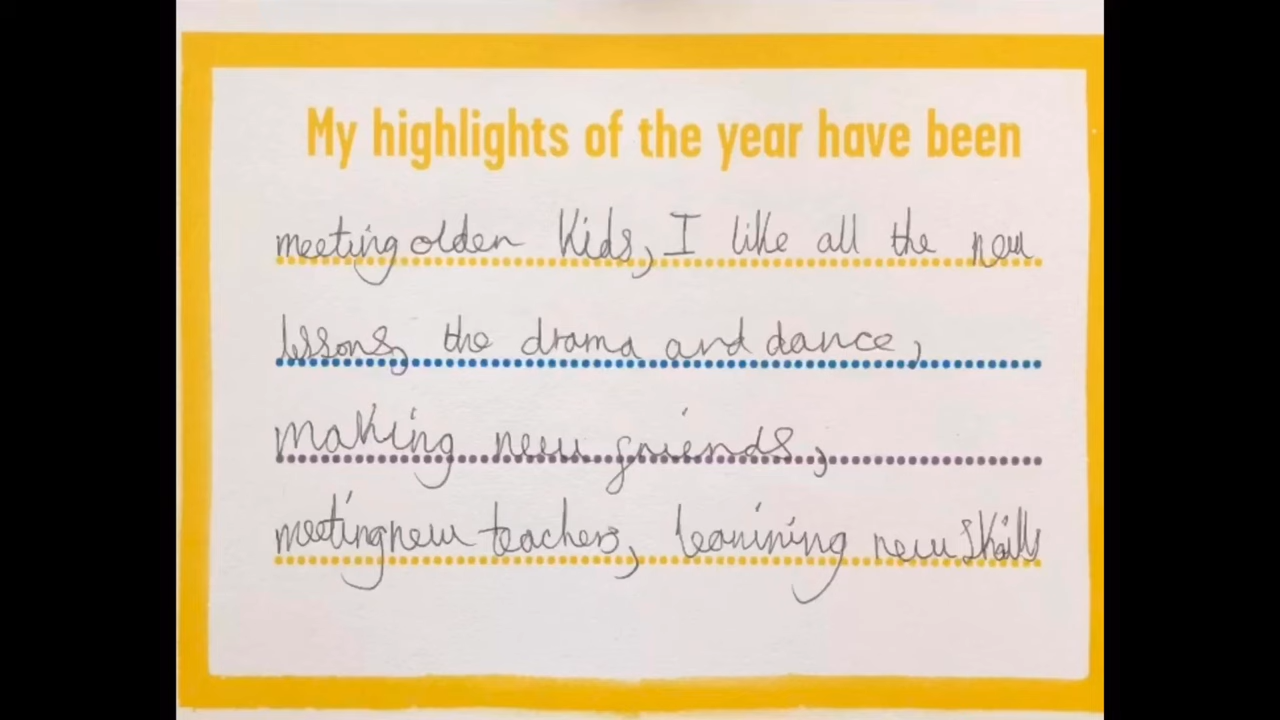 My highlights of the year have been
meeting older Kids, I like all the new
lessons, the drama and dance,
making new friends,
meeting new teachers, learnining new skills